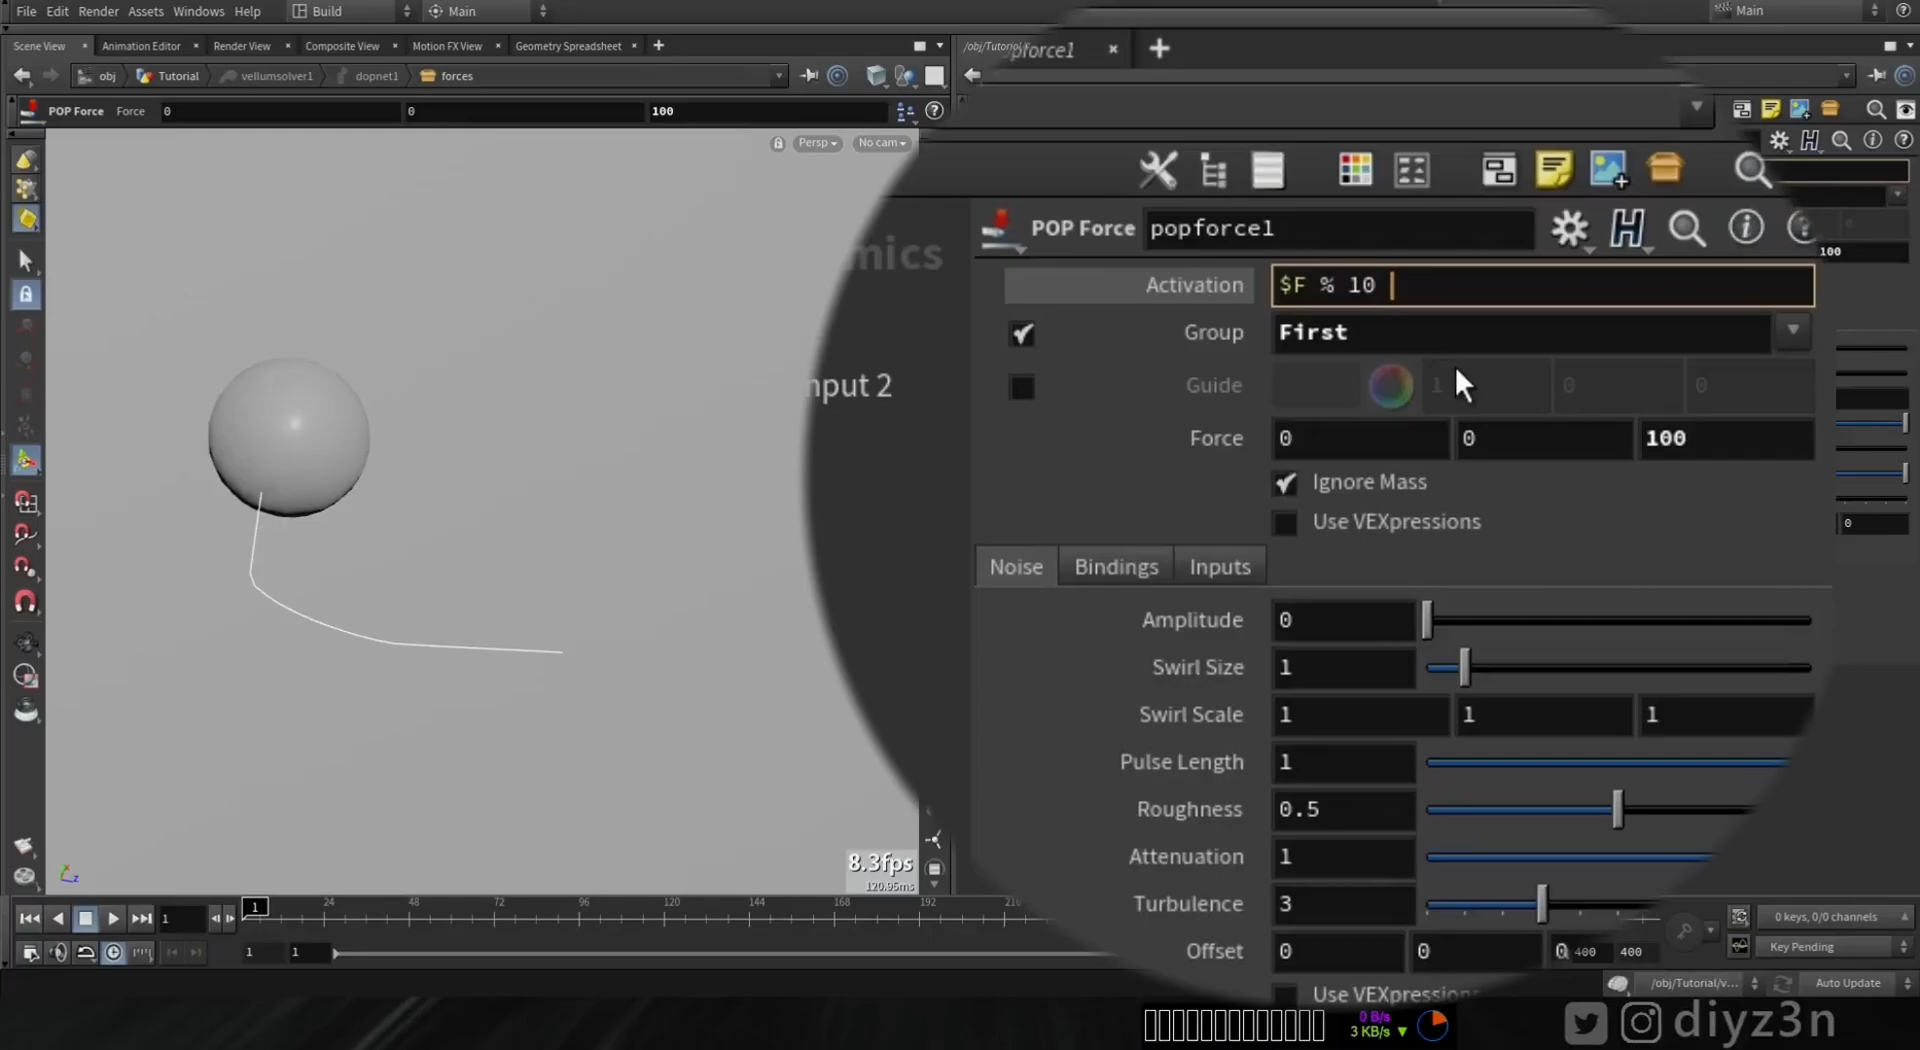 File Edit Render Assets Windows Help Build Main Main
Scene View Animation Editor Render View Composite View Motion FX View Geometry Spreadsheet
/obj/Tutorial popforce1
obj Tutorial vellumsolver1 dopnet1 forces
POP Force Force 0 0 100
Persp No cam
POP Force popforce1
100
mics
Activation $F % 10
Group First
Guide 1 0 0
nput 2
Force 0 0 100
Ignore Mass
Use VEXpressions
0
Noise Bindings Inputs
Amplitude 0
Swirl Size 1
Swirl Scale 1 1 1
Pulse Length 1
Roughness 0.5
Attenuation 1
Turbulence 3
Offset 0 0 0
8.3fps
120.95ms
1 24 48 72 96 120 144 168 192 216
1
0 keys, 0/0 channels
1 1 400 400
Key Pending
/obj/Tutorial/v... Auto Update
Use VEXpressions
0 B/s
3 KB/s
diyz3n